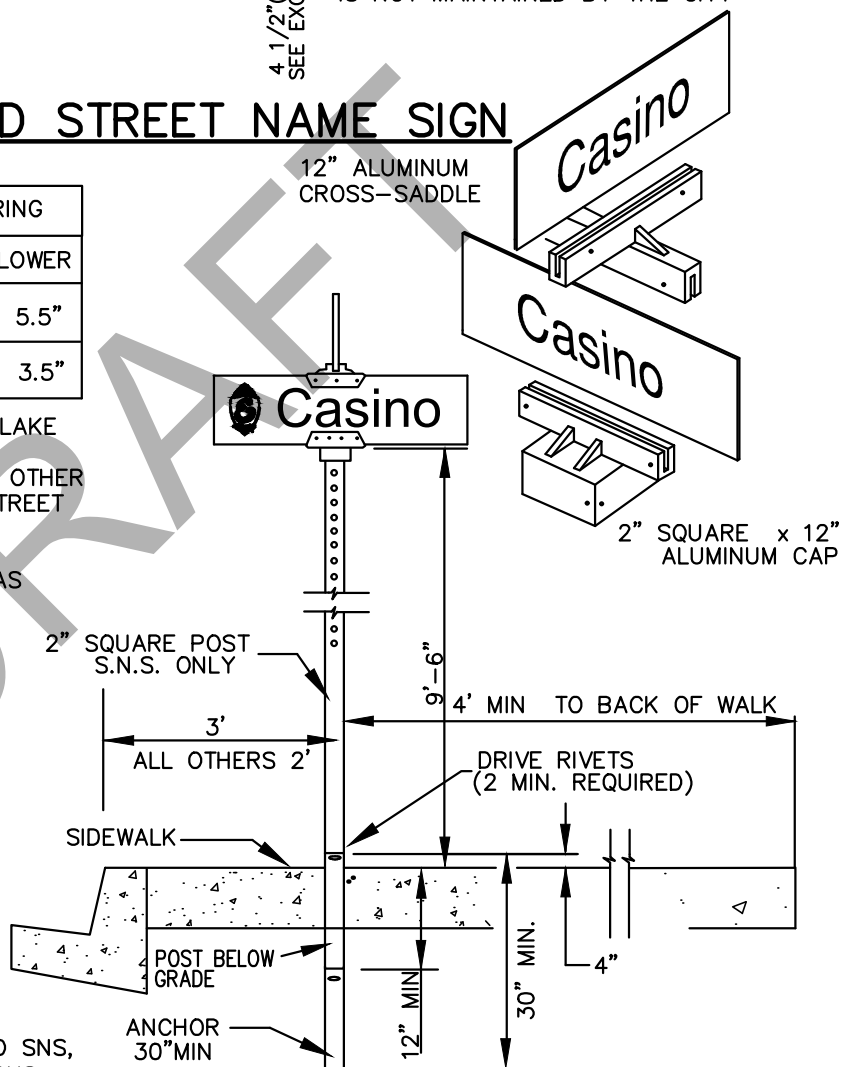 4 1/2"(
IS NOT MAINTAINED BY THE CITY
D STREET NAME SIGN
12" ALUMINUM
CROSS-SADDLE
Casino
RING
LOWER
5.5"
3.5"
Casino
Casino
LAKE
OTHER
TREET
AS
2" SQUARE x 12"
ALUMINUM CAP
2" SQUARE POST
S.N.S. ONLY
9'-6"
4' MIN TO BACK OF WALK
3'
ALL OTHERS 2'
DRIVE RIVETS
(2 MIN. REQUIRED)
SIDEWALK
POST BELOW
GRADE
12" MIN
30" MIN.
4"
ANCHOR
30"MIN
SNS,
SEE EXC
DRAFT